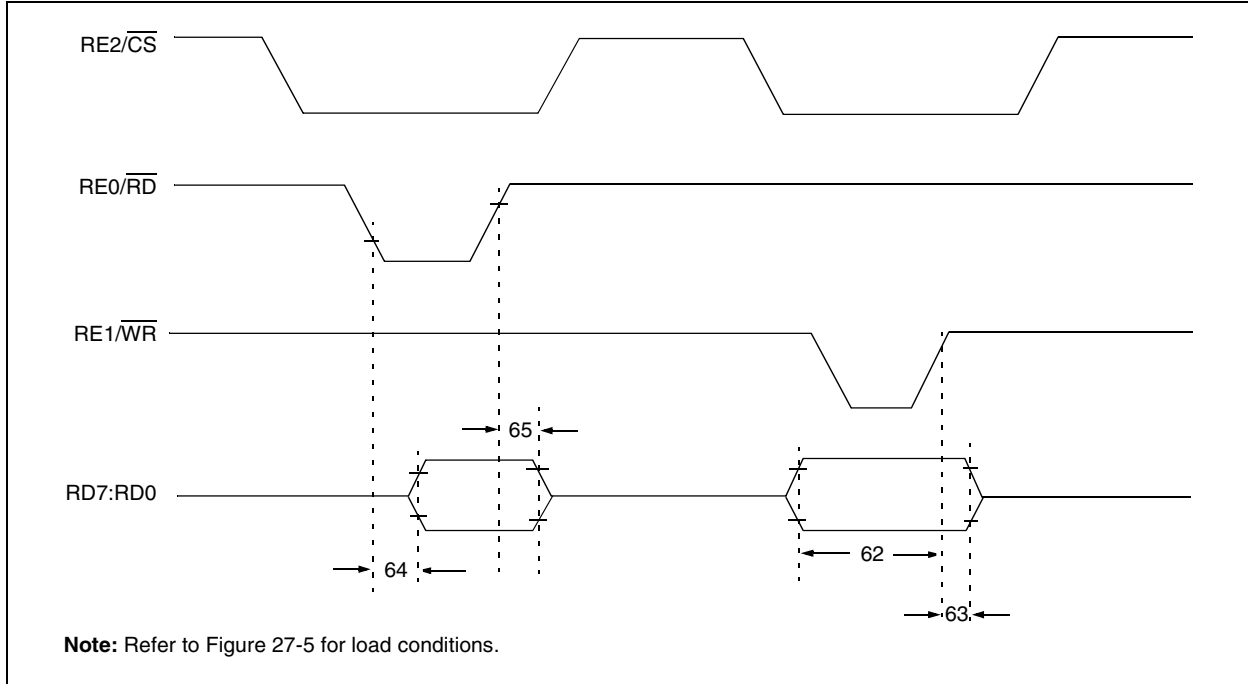 RE2/CS
RE0/RD
RE1/WR
65
RD7:RD0
62
64
63
Note: Refer to Figure 27-5 for load conditions.